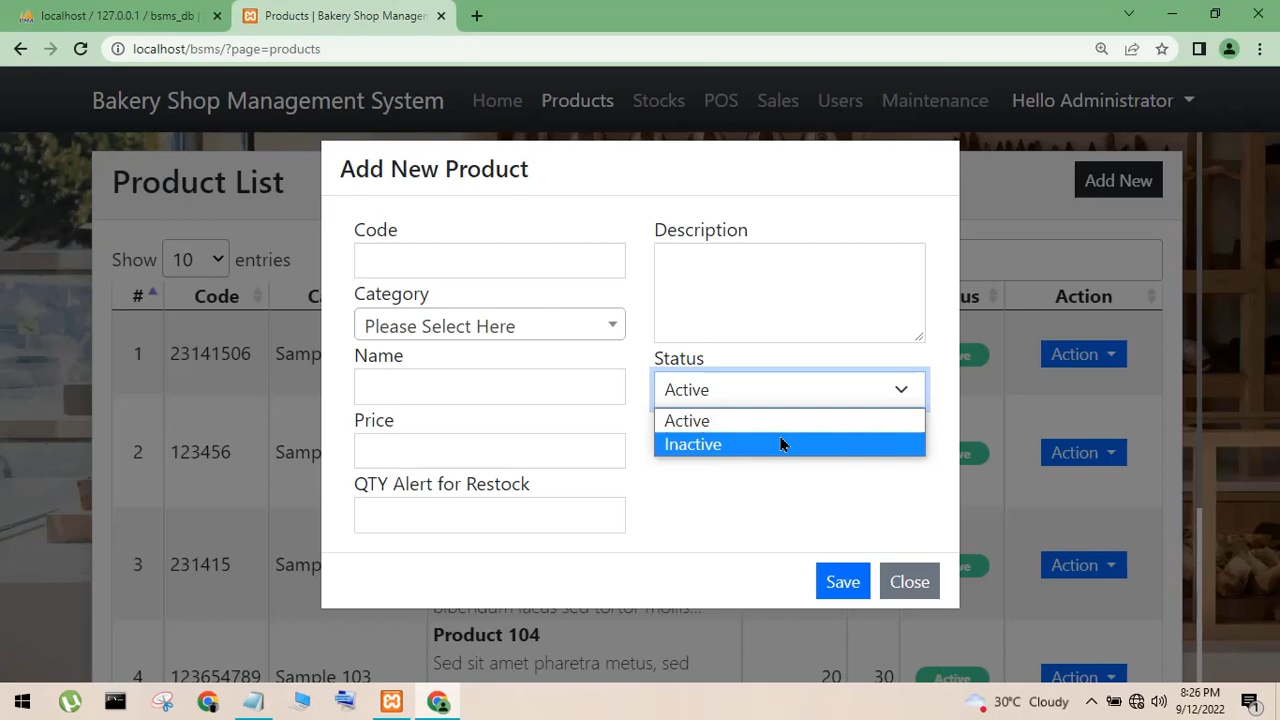 localhost / 127.0.0.1 / bsms_db |
Products | Bakery Shop Managemen
localhost/bsms/?page=products
Bakery Shop Management System
Home
Products
Stocks
POS
Sales
Users
Maintenance
Hello Administrator
Product List
Add New
Show 10 entries
# Code Action
1 23141506 Action
2 123456 Action
3 231415 Action
Product 104
4 123654789 Sample 103 Sed sit amet pharetra metus, sed 20 30 Active Action
Add New Product
Code
Category
Please Select Here
Name
Price
QTY Alert for Restock
Description
Status
Active
Active
Inactive
Save
Close
30°C Cloudy
8:26 PM
9/12/2022
1